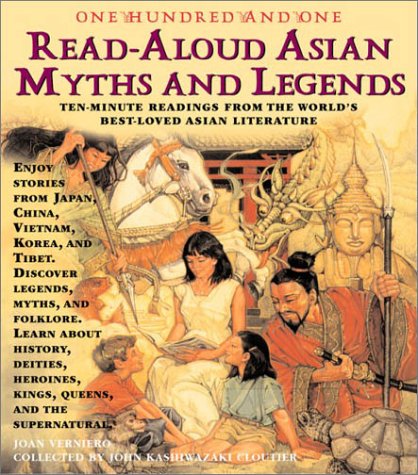 ONE HUNDRED AND ONE
READ-ALOUD ASIAN
MYTHS AND LEGENDS
TEN-MINUTE READINGS FROM THE WORLD'S
BEST-LOVED ASIAN LITERATURE
ENJOY
STORIES
FROM JAPAN,
CHINA,
VIETNAM,
KOREA, AND
TIBET.
DISCOVER
LEGENDS,
MYTHS, AND
FOLKLORE.
LEARN ABOUT
HISTORY,
DEITIES,
HEROINES,
KINGS, QUEENS,
AND THE
SUPERNATURAL.
JOAN VERNIERO
COLLECTED BY JOHN KASHIWAZAKI CLOUTIER